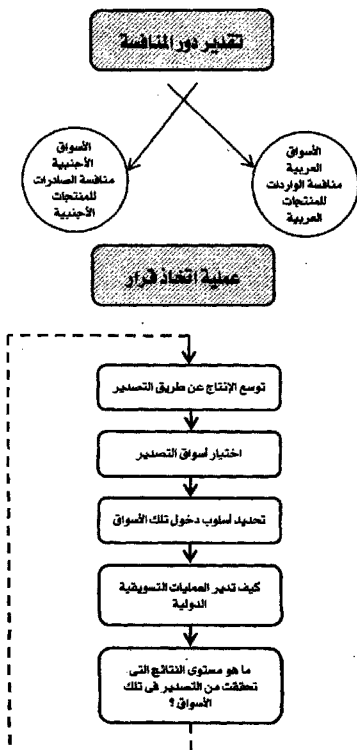 تقدير دور المنافسة
الأسواق
العربية
منافسة الواردات
للمنتجات
العربية
الأسواق
الأجنبية
منافسة الصادرات
للمنتجات
الأجنبية
عملية اتخاذ قرار
توسع الإنتاج عن طريق التصدير
اختيار أسواق التصدير
تحديد أسلوب دخول تلك الأسواق
كيف تدير العمليات التسويقية
الدولية
ما هو مستوى النتائج التى
تحققت من التصدير فى تلك
الأسواق ؟